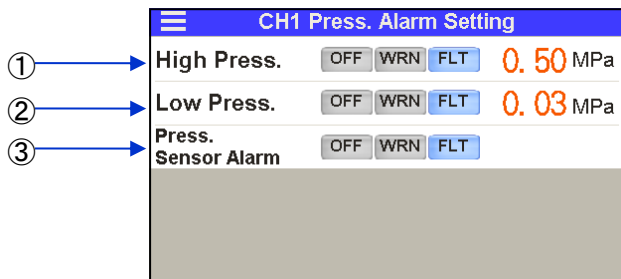 CH1 Press. Alarm Setting
① High Press. OFF WRN FLT 0.50 MPa
② Low Press. OFF WRN FLT 0.03 MPa
③ Press.
Sensor Alarm OFF WRN FLT